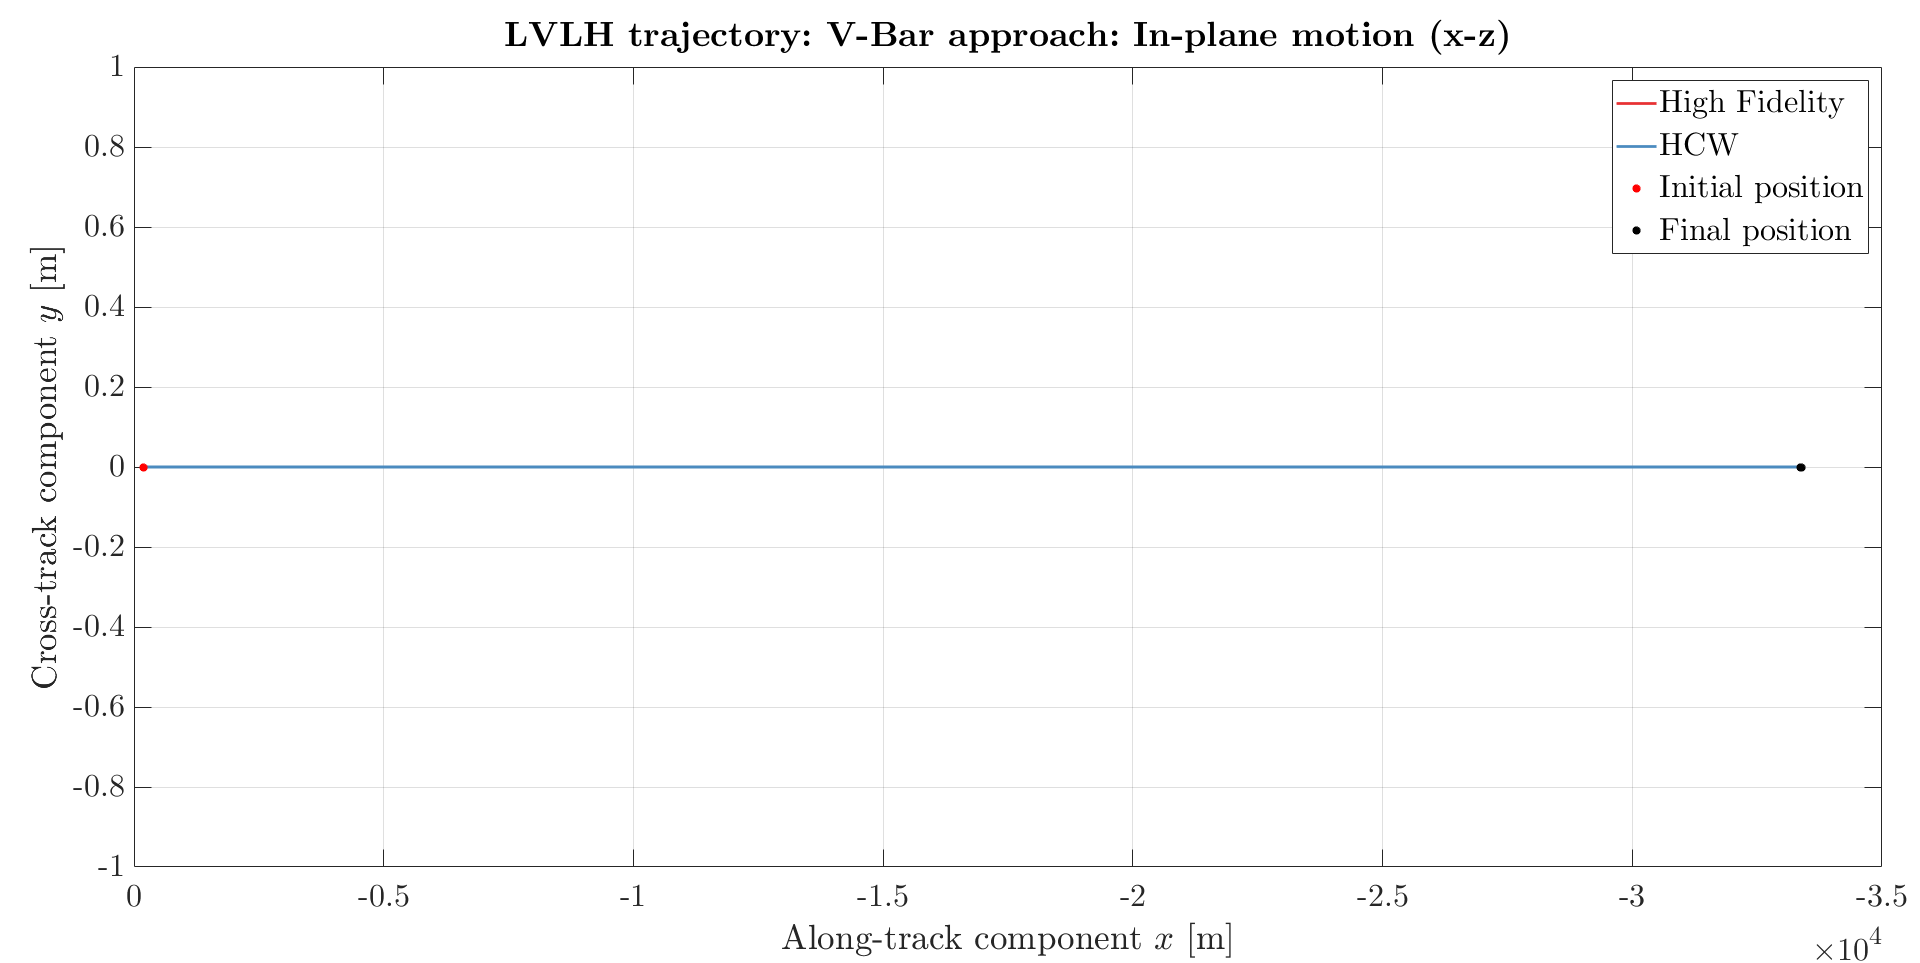 LVLH trajectory: V-Bar approach: In-plane motion (x-z)
High Fidelity
HCW
Initial position
Final position
Cross-track component y [m]
1
0.8
0.6
0.4
0.2
0
-0.2
-0.4
-0.6
-0.8
-1
0 -0.5 -1 -1.5 -2 -2.5 -3 -3.5
Along-track component x [m]
×10⁴